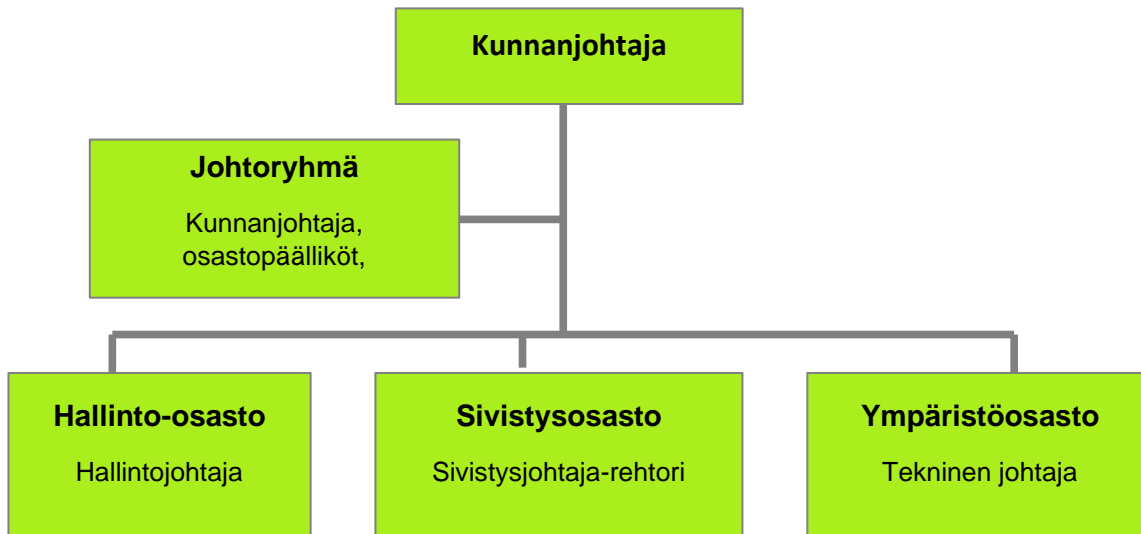 Kunnanjohtaja
Johtoryhmä
Kunnanjohtaja,
osastopäälliköt,
Hallinto-osasto
Hallintojohtaja
Sivistysosasto
Sivistysjohtaja-rehtori
Ympäristöosasto
Tekninen johtaja